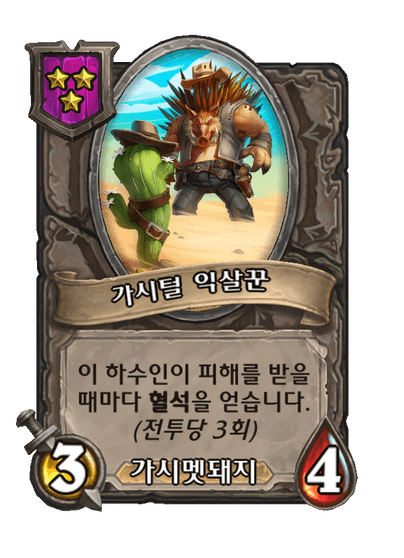 가시털 익살꾼
이 하수인이 피해를 받을
때마다 혈석을 얻습니다.
(전투당 3회)
가시멧돼지
3
4